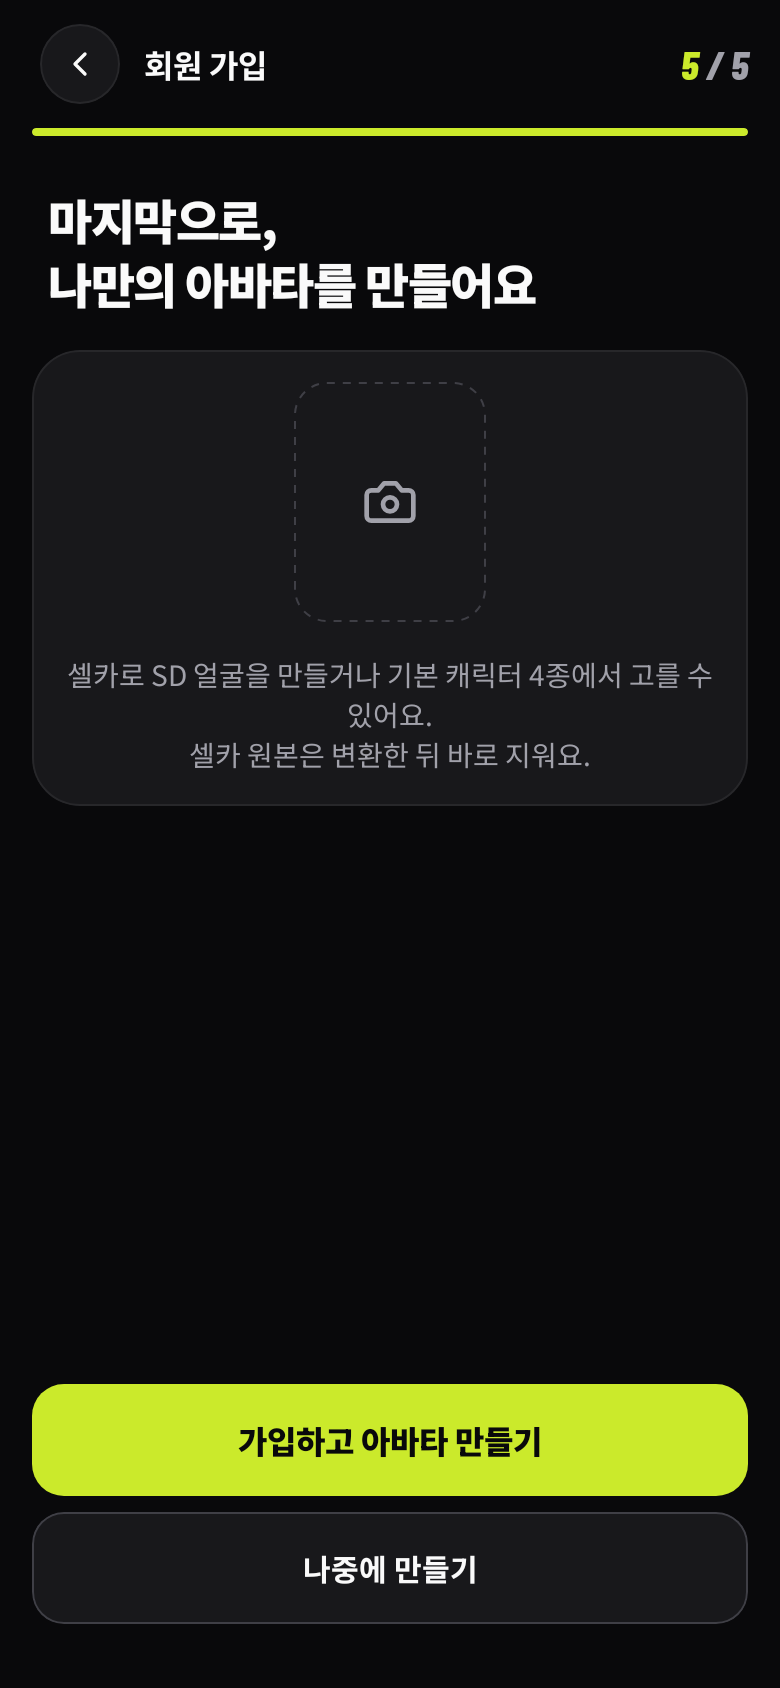 회원 가입
5 / 5
마지막으로,
나만의 아바타를 만들어요
셀카로 SD 얼굴을 만들거나 기본 캐릭터 4종에서 고를 수
있어요.
셀카 원본은 변환한 뒤 바로 지워요.
가입하고 아바타 만들기
나중에 만들기